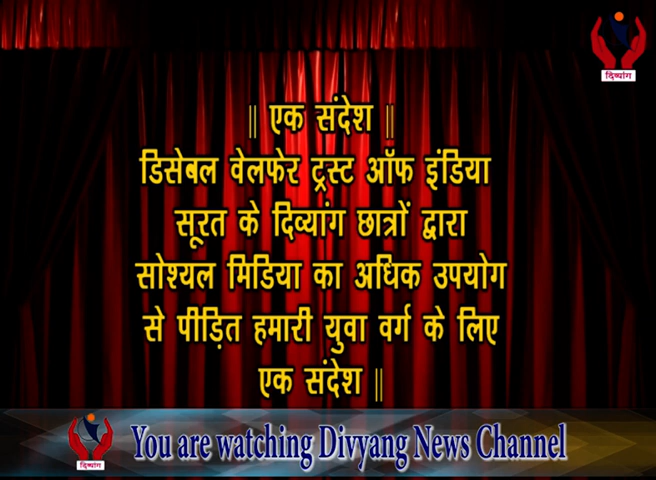 दिव्यांग
॥ एक संदेश ॥
डिसेबल वेलफेर ट्रस्ट ऑफ इंडिया
सूरत के दिव्यांग छात्रों द्वारा
सोश्यल मिडिया का अधिक उपयोग
से पीड़ित हमारी युवा वर्ग के लिए
एक संदेश ॥
दिव्यांग
You are watching Divyang News Channel